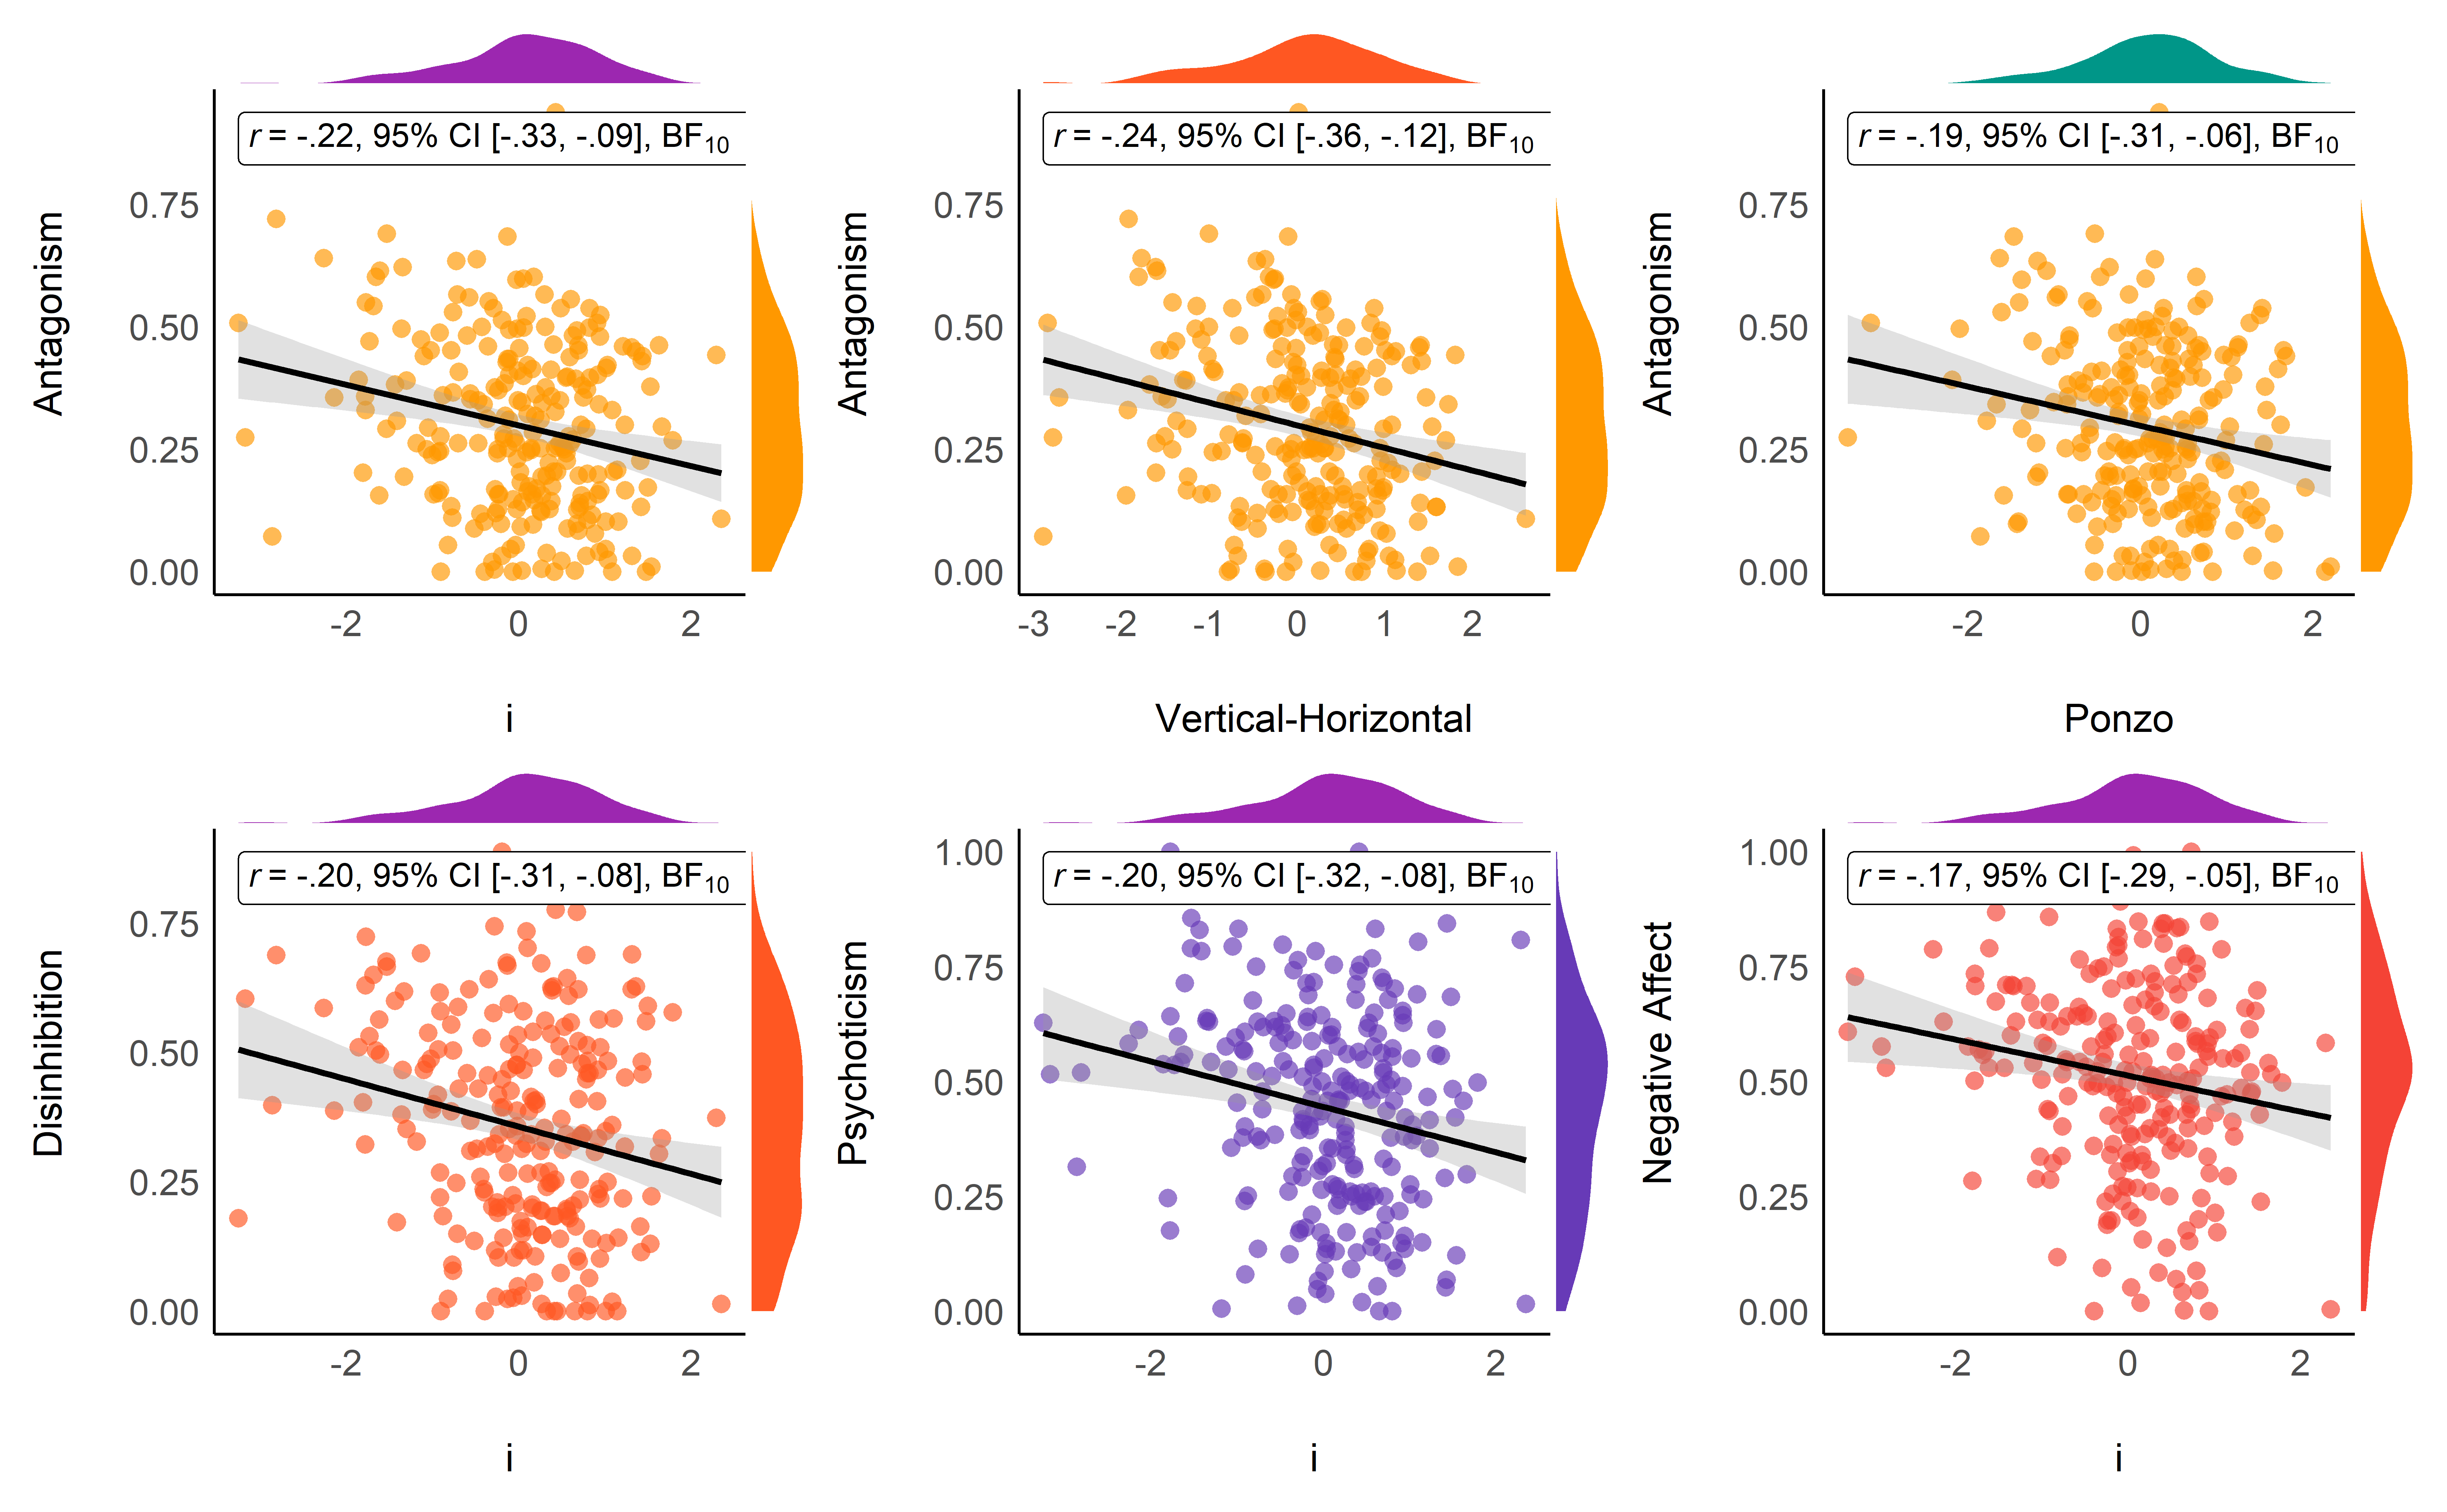 r = -.22, 95% CI [-.33, -.09], BF10
0.75
0.50
0.25
0.00
Antagonism
-2 0 2
i
r = -.24, 95% CI [-.36, -.12], BF10
0.75
0.50
0.25
0.00
Antagonism
-3 -2 -1 0 1 2
Vertical-Horizontal
r = -.19, 95% CI [-.31, -.06], BF10
0.75
0.50
0.25
0.00
Antagonism
-2 0 2
Ponzo
r = -.20, 95% CI [-.31, -.08], BF10
0.75
0.50
0.25
0.00
Disinhibition
-2 0 2
i
1.00
r = -.20, 95% CI [-.32, -.08], BF10
0.75
0.50
0.25
0.00
Psychoticism
-2 0 2
i
1.00
r = -.17, 95% CI [-.29, -.05], BF10
0.75
0.50
0.25
0.00
Negative Affect
-2 0 2
i